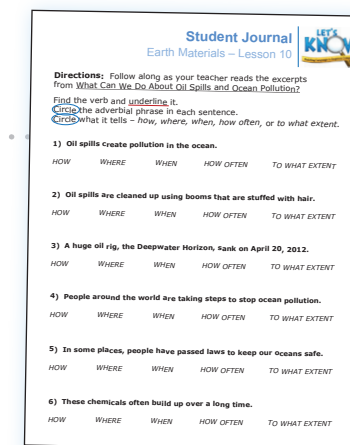 Student Journal
Earth Materials – Lesson 10
LET'S
KNOW
Directions: Follow along as your teacher reads the excerpts
from What Can We Do About Oil Spills and Ocean Pollution?
Find the verb and underline it.
Circle the adverbial phrase in each sentence.
Circle what it tells – how, where, when, how often, or to what extent.
1) Oil spills create pollution in the ocean.
HOW WHERE WHEN HOW OFTEN TO WHAT EXTENT
2) Oil spills are cleaned up using booms that are stuffed with hair.
HOW WHERE WHEN HOW OFTEN TO WHAT EXTENT
3) A huge oil rig, the Deepwater Horizon, sank on April 20, 2012.
HOW WHERE WHEN HOW OFTEN TO WHAT EXTENT
4) People around the world are taking steps to stop ocean pollution.
HOW WHERE WHEN HOW OFTEN TO WHAT EXTENT
5) In some places, people have passed laws to keep our oceans safe.
HOW WHERE WHEN HOW OFTEN TO WHAT EXTENT
6) These chemicals often build up over a long time.
HOW WHERE WHEN HOW OFTEN TO WHAT EXTENT